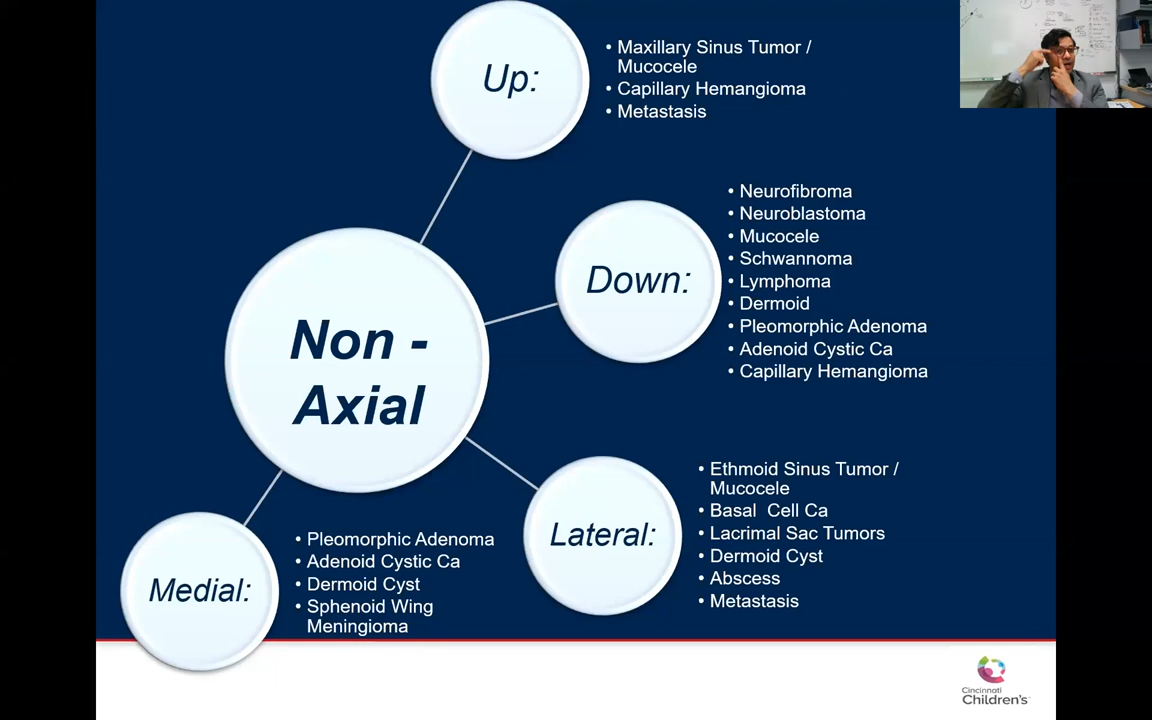 Up:
• Maxillary Sinus Tumor /
Mucocele
• Capillary Hemangioma
• Metastasis
Non -
Axial
Down:
• Neurofibroma
• Neuroblastoma
• Mucocele
• Schwannoma
• Lymphoma
• Dermoid
• Pleomorphic Adenoma
• Adenoid Cystic Ca
• Capillary Hemangioma
Lateral:
• Ethmoid Sinus Tumor /
Mucocele
• Basal  Cell Ca
• Lacrimal Sac Tumors
• Dermoid Cyst
• Abscess
• Metastasis
Medial:
• Pleomorphic Adenoma
• Adenoid Cystic Ca
• Dermoid Cyst
• Sphenoid Wing
Meningioma
Cincinnati
Children's